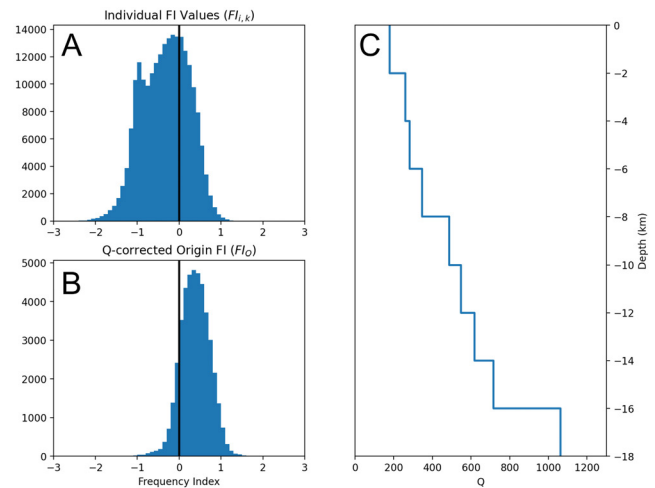 Individual FI Values (FI_{i,k})
A
14000
12000
10000
8000
6000
4000
2000
0
−3 −2 −1 0 1 2 3
Q-corrected Origin FI (FI_O)
B
5000
4000
3000
2000
1000
0
−3 −2 −1 0 1 2 3
Frequency Index
C
0
−2
−4
−6
−8
−10
−12
−14
−16
−18
Depth (km)
0 200 400 600 800 1000 1200
Q